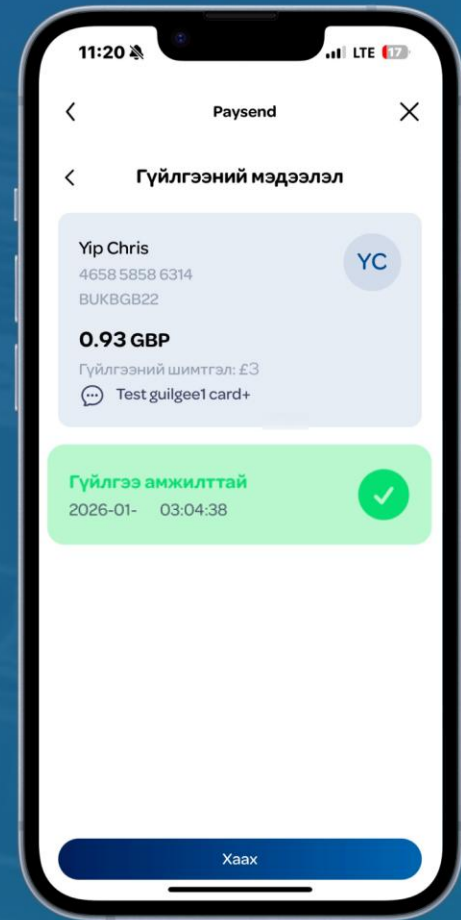 11:20 LTE 17
Paysend
Гүйлгээний мэдээлэл
Yip Chris
YC
4658 5858 6314
BUKBGB22
0.93 GBP
Гүйлгээний шимтгэл: £3
Test guilgee1 card+
Гүйлгээ амжилттай
2026-01- 03:04:38
Хаах